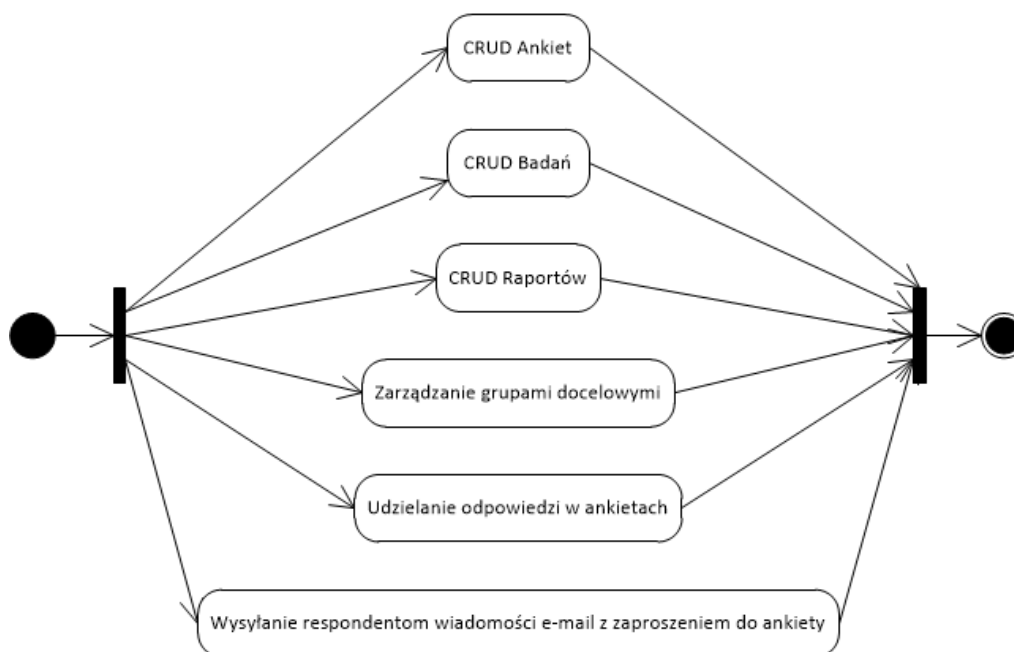 CRUD Ankiet
CRUD Badań
CRUD Raportów
Zarządzanie grupami docelowymi
Udzielanie odpowiedzi w ankietach
Wysyłanie respondentom wiadomości e-mail z zaproszeniem do ankiety